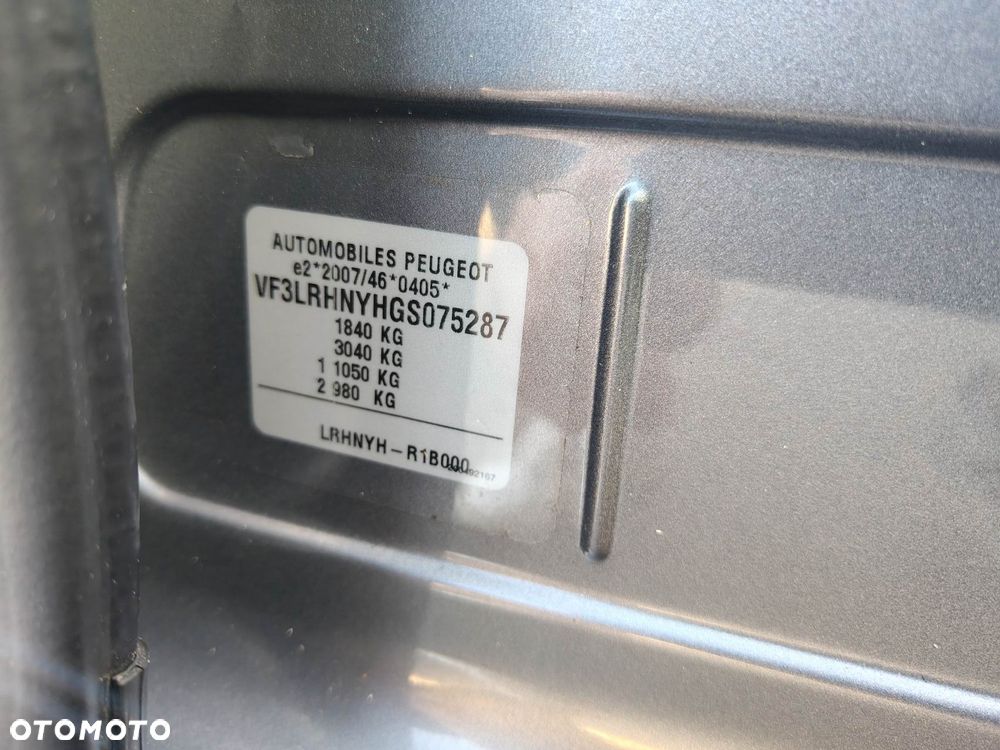 AUTOMOBILES PEUGEOT
e2*2007/46*0405*
VF3LRHNYHGS075287
1840 KG
3040 KG
1 1050 KG
2 980 KG
LRHNYH-R1B000
OTOMOTO